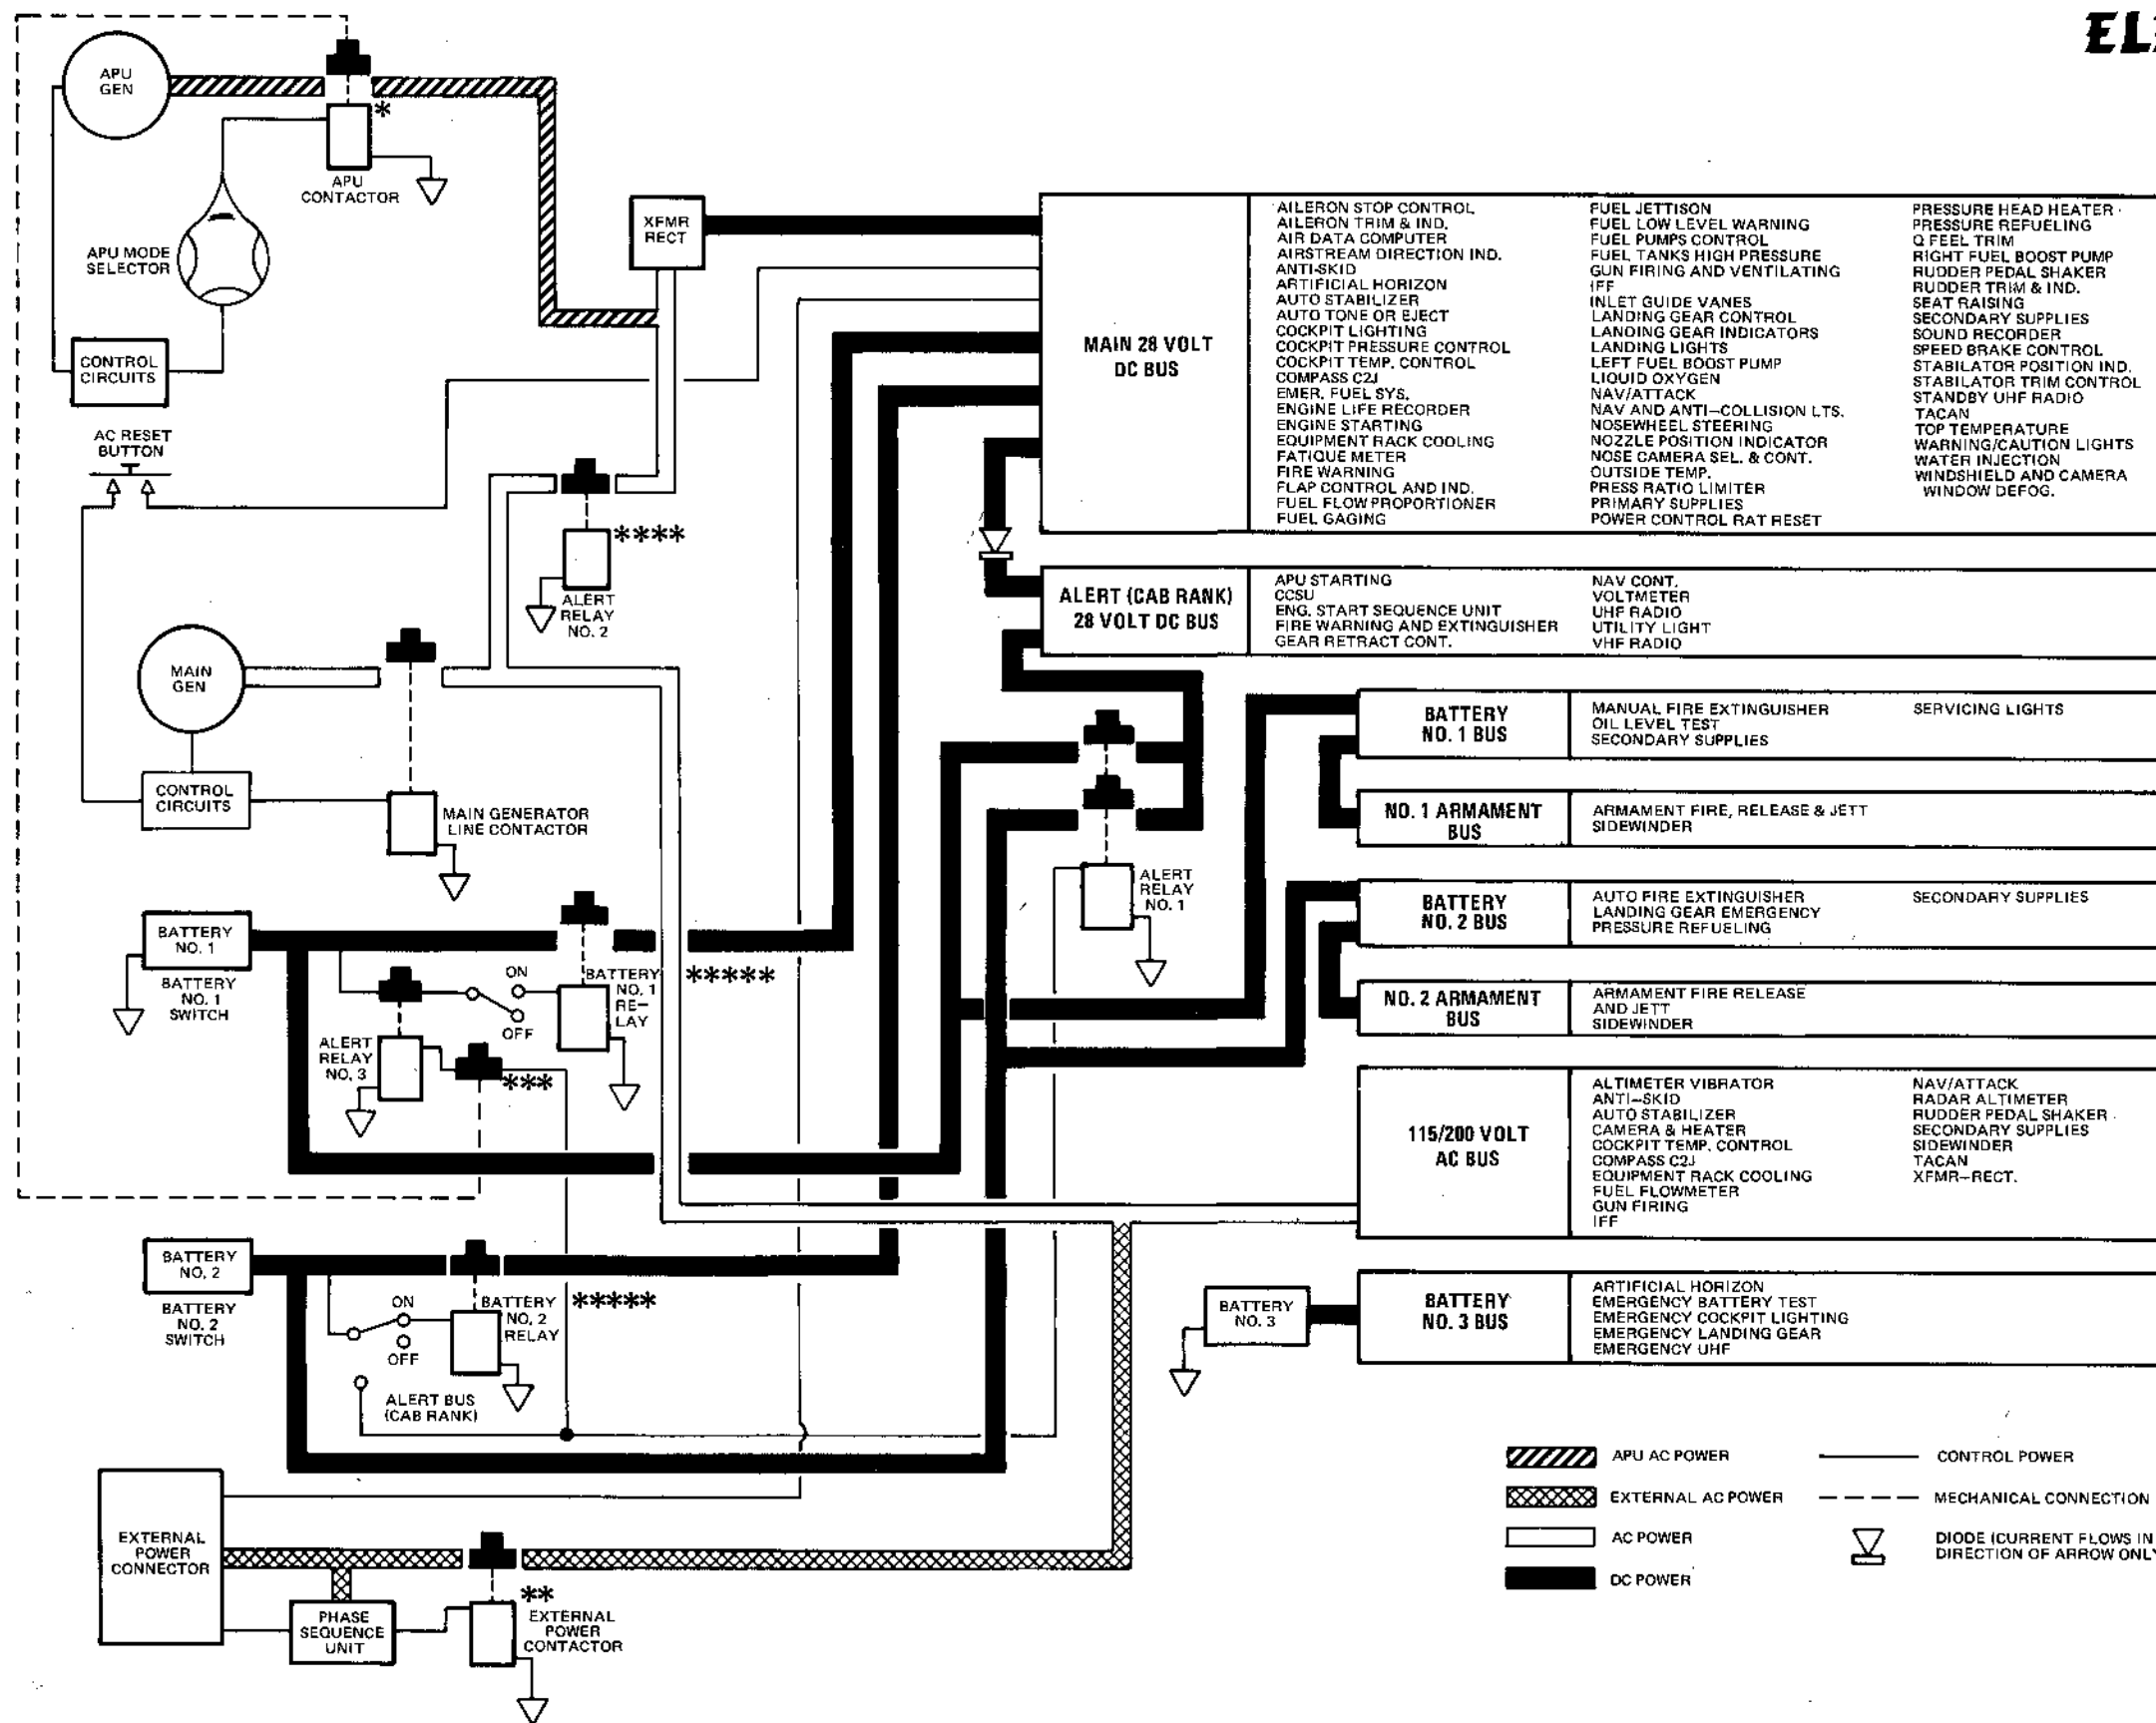 APU
GEN
*
APU
CONTACTOR
APU MODE
SELECTOR
CONTROL
CIRCUITS
AC RESET
BUTTON
XFMR
RECT
****
ALERT
RELAY
NO. 2
MAIN
GEN
CONTROL
CIRCUITS
MAIN GENERATOR
LINE CONTACTOR
BATTERY
NO. 1
BATTERY
NO. 1
SWITCH
ON
OFF
BATTERY
NO. 1
RE-
LAY
*****
ALERT
RELAY
NO. 3
***
ALERT
RELAY
NO. 1
BATTERY
NO. 2
BATTERY
NO. 2
SWITCH
ON
OFF
BATTERY
NO. 2
RELAY
*****
ALERT BUS
(CAB RANK)
EXTERNAL
POWER
CONNECTOR
PHASE
SEQUENCE
UNIT
**
EXTERNAL
POWER
CONTACTOR
MAIN 28 VOLT
DC BUS
AILERON STOP CONTROL
AILERON TRIM & IND.
AIR DATA COMPUTER
AIRSTREAM DIRECTION IND.
ANTI-SKID
ARTIFICIAL HORIZON
AUTO STABILIZER
AUTO TONE OR EJECT
COCKPIT LIGHTING
COCKPIT PRESSURE CONTROL
COCKPIT TEMP. CONTROL
COMPASS C2J
EMER. FUEL SYS.
ENGINE LIFE RECORDER
ENGINE STARTING
EQUIPMENT RACK COOLING
FATIQUE METER
FIRE WARNING
FLAP CONTROL AND IND.
FUEL FLOW PROPORTIONER
FUEL GAGING
FUEL JETTISON
FUEL LOW LEVEL WARNING
FUEL PUMPS CONTROL
FUEL TANKS HIGH PRESSURE
GUN FIRING AND VENTILATING
IFF
INLET GUIDE VANES
LANDING GEAR CONTROL
LANDING GEAR INDICATORS
LANDING LIGHTS
LEFT FUEL BOOST PUMP
LIQUID OXYGEN
NAV/ATTACK
NAV AND ANTI-COLLISION LTS.
NOSEWHEEL STEERING
NOZZLE POSITION INDICATOR
NOSE CAMERA SEL. & CONT.
OUTSIDE TEMP.
PRESS RATIO LIMITER
PRIMARY SUPPLIES
POWER CONTROL RAT RESET
PRESSURE HEAD HEATER
PRESSURE REFUELING
Q FEEL TRIM
RIGHT FUEL BOOST PUMP
RUDDER PEDAL SHAKER
RUDDER TRIM & IND.
SEAT RAISING
SECONDARY SUPPLIES
SOUND RECORDER
SPEED BRAKE CONTROL
STABILATOR POSITION IND.
STABILATOR TRIM CONTROL
STANDBY UHF RADIO
TACAN
TOP TEMPERATURE
WARNING/CAUTION LIGHTS
WATER INJECTION
WINDSHIELD AND CAMERA
WINDOW DEFOG.
ALERT (CAB RANK)
28 VOLT DC BUS
APU STARTING
CCSU
ENG. START SEQUENCE UNIT
FIRE WARNING AND EXTINGUISHER
GEAR RETRACT CONT.
NAV CONT.
VOLTMETER
UHF RADIO
UTILITY LIGHT
VHF RADIO
BATTERY
NO. 1 BUS
MANUAL FIRE EXTINGUISHER
OIL LEVEL TEST
SECONDARY SUPPLIES
SERVICING LIGHTS
NO. 1 ARMAMENT
BUS
ARMAMENT FIRE, RELEASE & JETT
SIDEWINDER
BATTERY
NO. 2 BUS
AUTO FIRE EXTINGUISHER
LANDING GEAR EMERGENCY
PRESSURE REFUELING
SECONDARY SUPPLIES
NO. 2 ARMAMENT
BUS
ARMAMENT FIRE RELEASE
AND JETT
SIDEWINDER
115/200 VOLT
AC BUS
ALTIMETER VIBRATOR
ANTI-SKID
AUTO STABILIZER
CAMERA & HEATER
COCKPIT TEMP. CONTROL
COMPASS C2J
EQUIPMENT RACK COOLING
FUEL FLOWMETER
GUN FIRING
IFF
NAV/ATTACK
RADAR ALTIMETER
RUDDER PEDAL SHAKER
SECONDARY SUPPLIES
SIDEWINDER
TACAN
XFMR-RECT.
BATTERY
NO. 3
BATTERY
NO. 3 BUS
ARTIFICIAL HORIZON
EMERGENCY BATTERY TEST
EMERGENCY COCKPIT LIGHTING
EMERGENCY LANDING GEAR
EMERGENCY UHF
APU AC POWER
EXTERNAL AC POWER
AC POWER
DC POWER
CONTROL POWER
MECHANICAL CONNECTION
DIODE (CURRENT FLOWS IN
DIRECTION OF ARROW ONLY